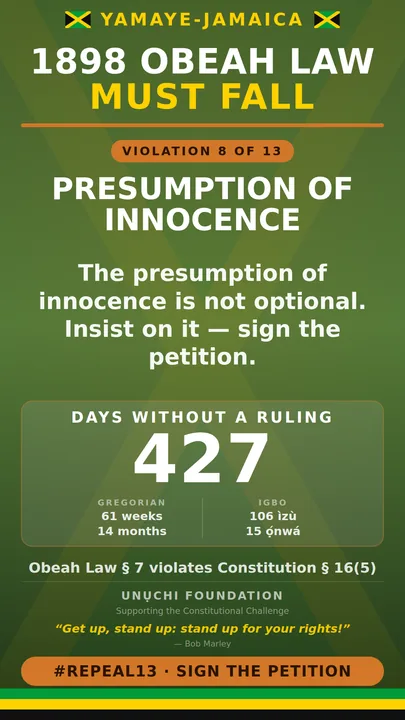 YAMAYE-JAMAICA
1898 OBEAH LAW
MUST FALL
VIOLATION 8 OF 13
PRESUMPTION OF
INNOCENCE
The presumption of
innocence is not optional.
Insist on it — sign the
petition.
DAYS WITHOUT A RULING
427
GREGORIAN
61 weeks
14 months
IGBO
106 ìzù
15 ọ́nwá
Obeah Law § 7 violates Constitution § 16(5)
UNỤCHI FOUNDATION
Supporting the Constitutional Challenge
“Get up, stand up: stand up for your rights!”
— Bob Marley
#REPEAL13 · SIGN THE PETITION